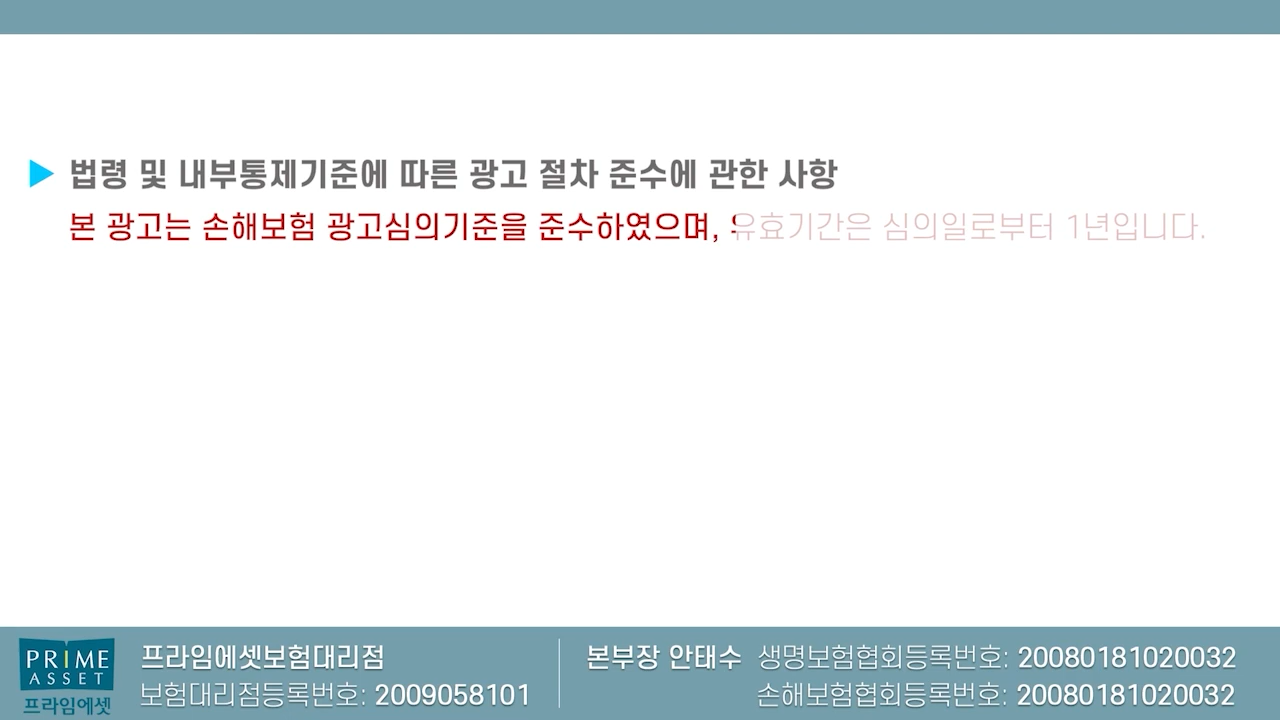 ▶ 법령 및 내부통제기준에 따른 광고 절차 준수에 관한 사항
본 광고는 손해보험 광고심의기준을 준수하였으며, 유효기간은 심의일로부터 1년입니다.
PRIME
ASSET
프라임에셋
프라임에셋보험대리점
보험대리점등록번호: 2009058101
본부장 안태수 생명보험협회등록번호: 20080181020032
손해보험협회등록번호: 20080181020032